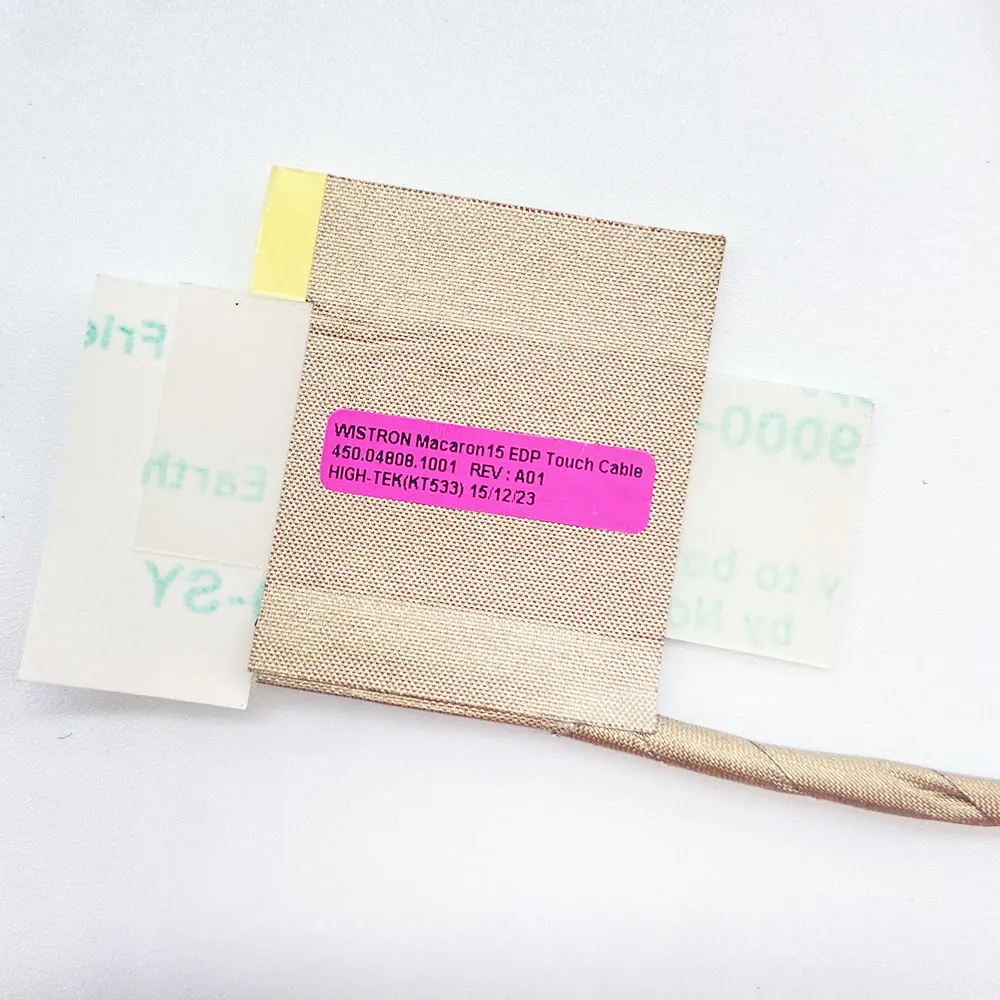 WISTRON Macaron15 EDP Touch Cable
450.04808.1001 REV : A01
HIGH-TEK(KT533) 15/12/23
Frie
Earth
-SY
9000-
y to bo
by No